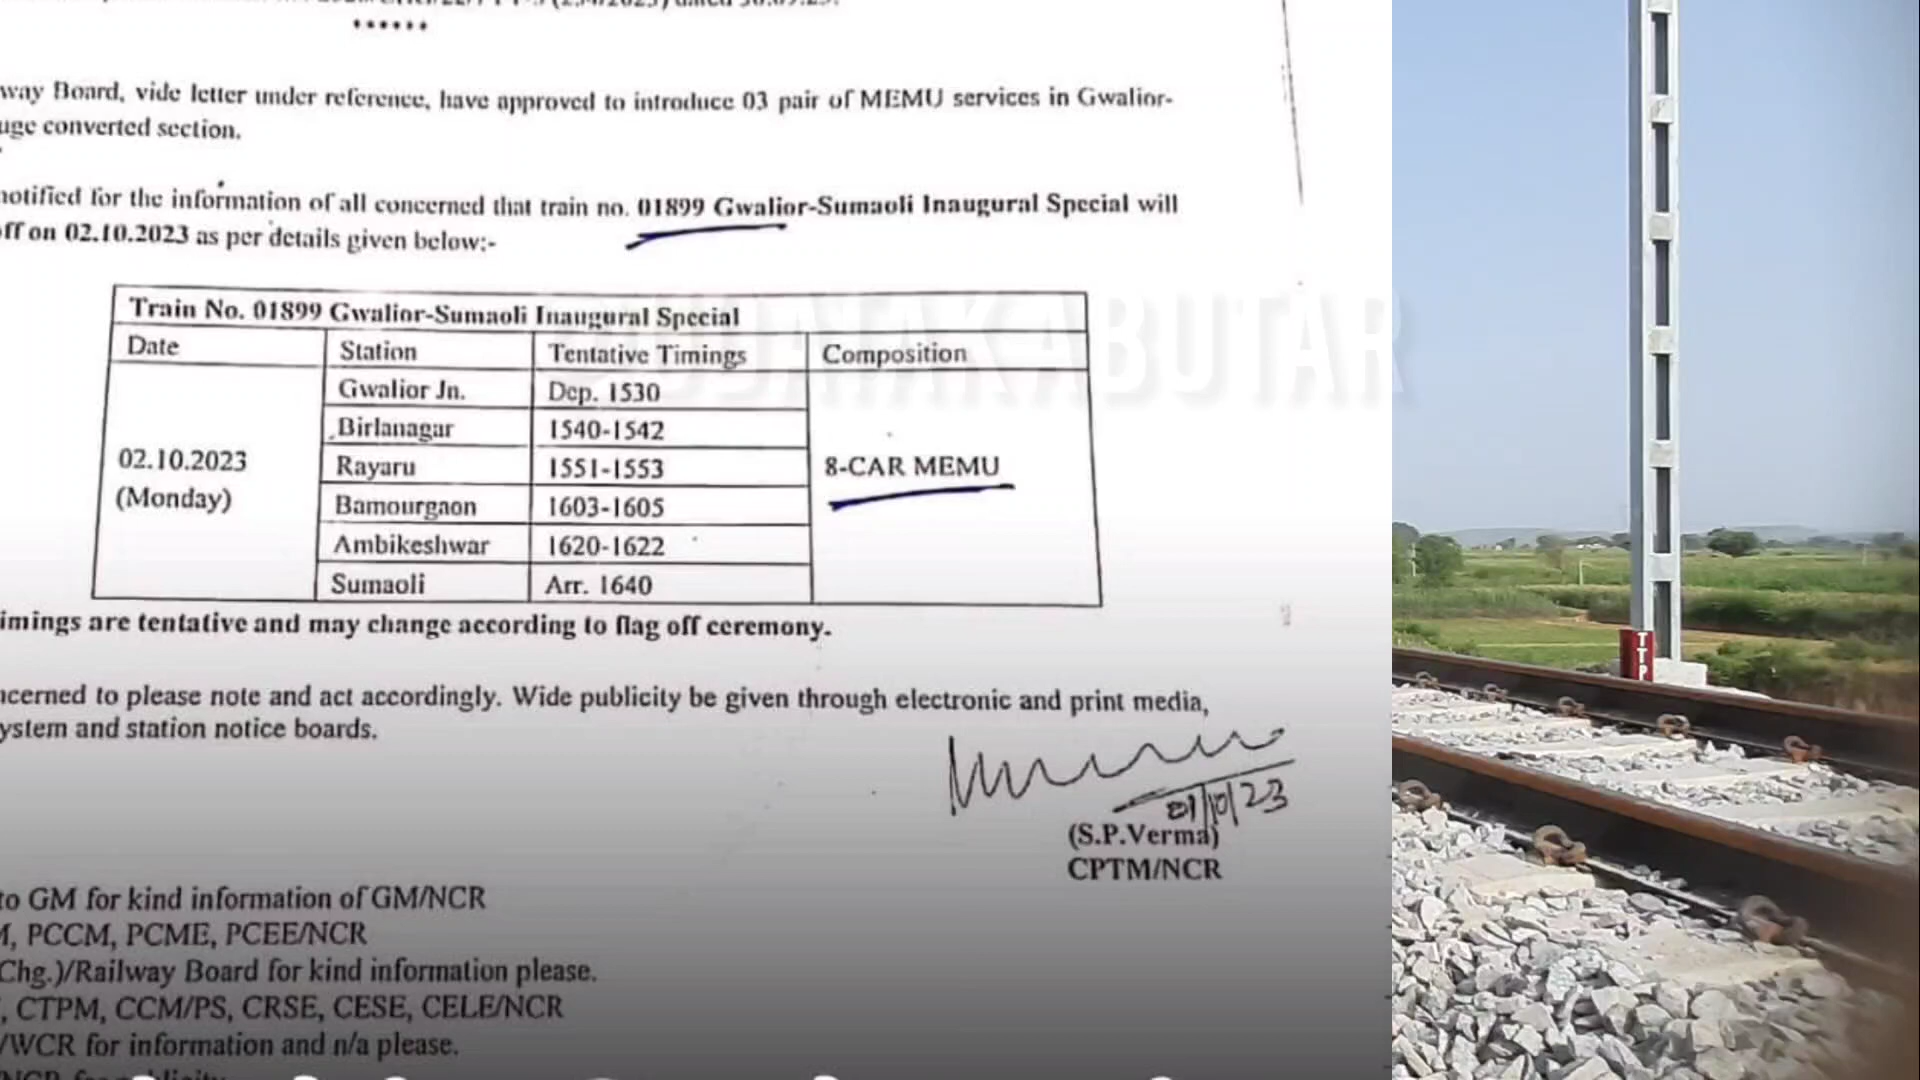 ******
way Board, vide letter under reference, have approved to introduce 03 pair of MEMU services in Gwalior-
uge converted section.
notified for the information of all concerned that train no. 01899 Gwalior-Sumaoli Inaugural Special will
off on 02.10.2023 as per details given below:-
@UDATAKABUTAR
Train No. 01899 Gwalior-Sumaoli Inaugural Special
Date Station Tentative Timings Composition
02.10.2023 (Monday) Gwalior Jn. Dep. 1530 8-CAR MEMU
Birlanagar 1540-1542
Rayaru 1551-1553
Bamourgaon 1603-1605
Ambikeshwar 1620-1622
Sumaoli Arr. 1640
imings are tentative and may change according to flag off ceremony.
ncerned to please note and act accordingly. Wide publicity be given through electronic and print media,
ystem and station notice boards.
01/10/23
(S.P.Verma)
CPTM/NCR
to GM for kind information of GM/NCR
M, PCCM, PCME, PCEE/NCR
Chg.)/Railway Board for kind information please.
, CTPM, CCM/PS, CRSE, CESE, CELE/NCR
/WCR for information and n/a please.
TTP